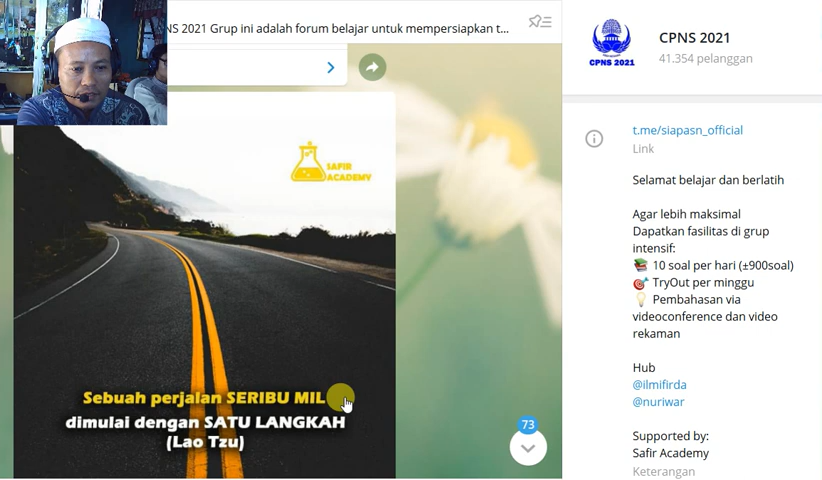 NS 2021 Grup ini adalah forum belajar untuk mempersiapkan t...
SAFIR
ACADEMY
Sebuah perjalan SERIBU MIL
dimulai dengan SATU LANGKAH
(Lao Tzu)
73
CPNS 2021
CPNS 2021
41.354 pelanggan
t.me/siapasn_official
Link
Selamat belajar dan berlatih
Agar lebih maksimal
Dapatkan fasilitas di grup
intensif:
10 soal per hari (±900soal)
TryOut per minggu
Pembahasan via
videoconference dan video
rekaman
Hub
@ilmifirda
@nuriwar
Supported by:
Safir Academy
Keterangan